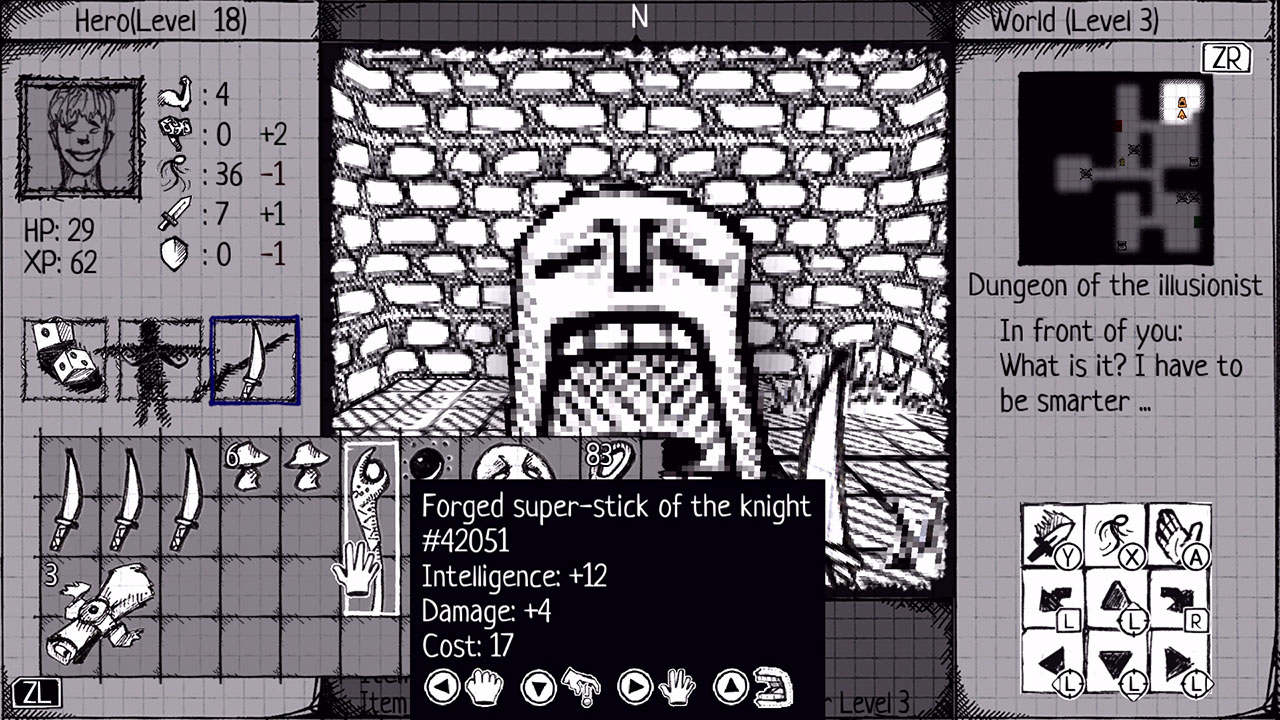 Hero(Level 18)
N
World (Level 3)
ZR
: 4
: 0 +2
: 36 -1
: 7 +1
: 0 -1
HP: 29
XP: 62
Dungeon of the illusionist
In front of you:
What is it? I have to
be smarter ...
6
83
3
Forged super-stick of the knight
#42051
Intelligence: +12
Damage: +4
Cost: 17
Y X A
L L R
L L L
ZL
Item
Level 3